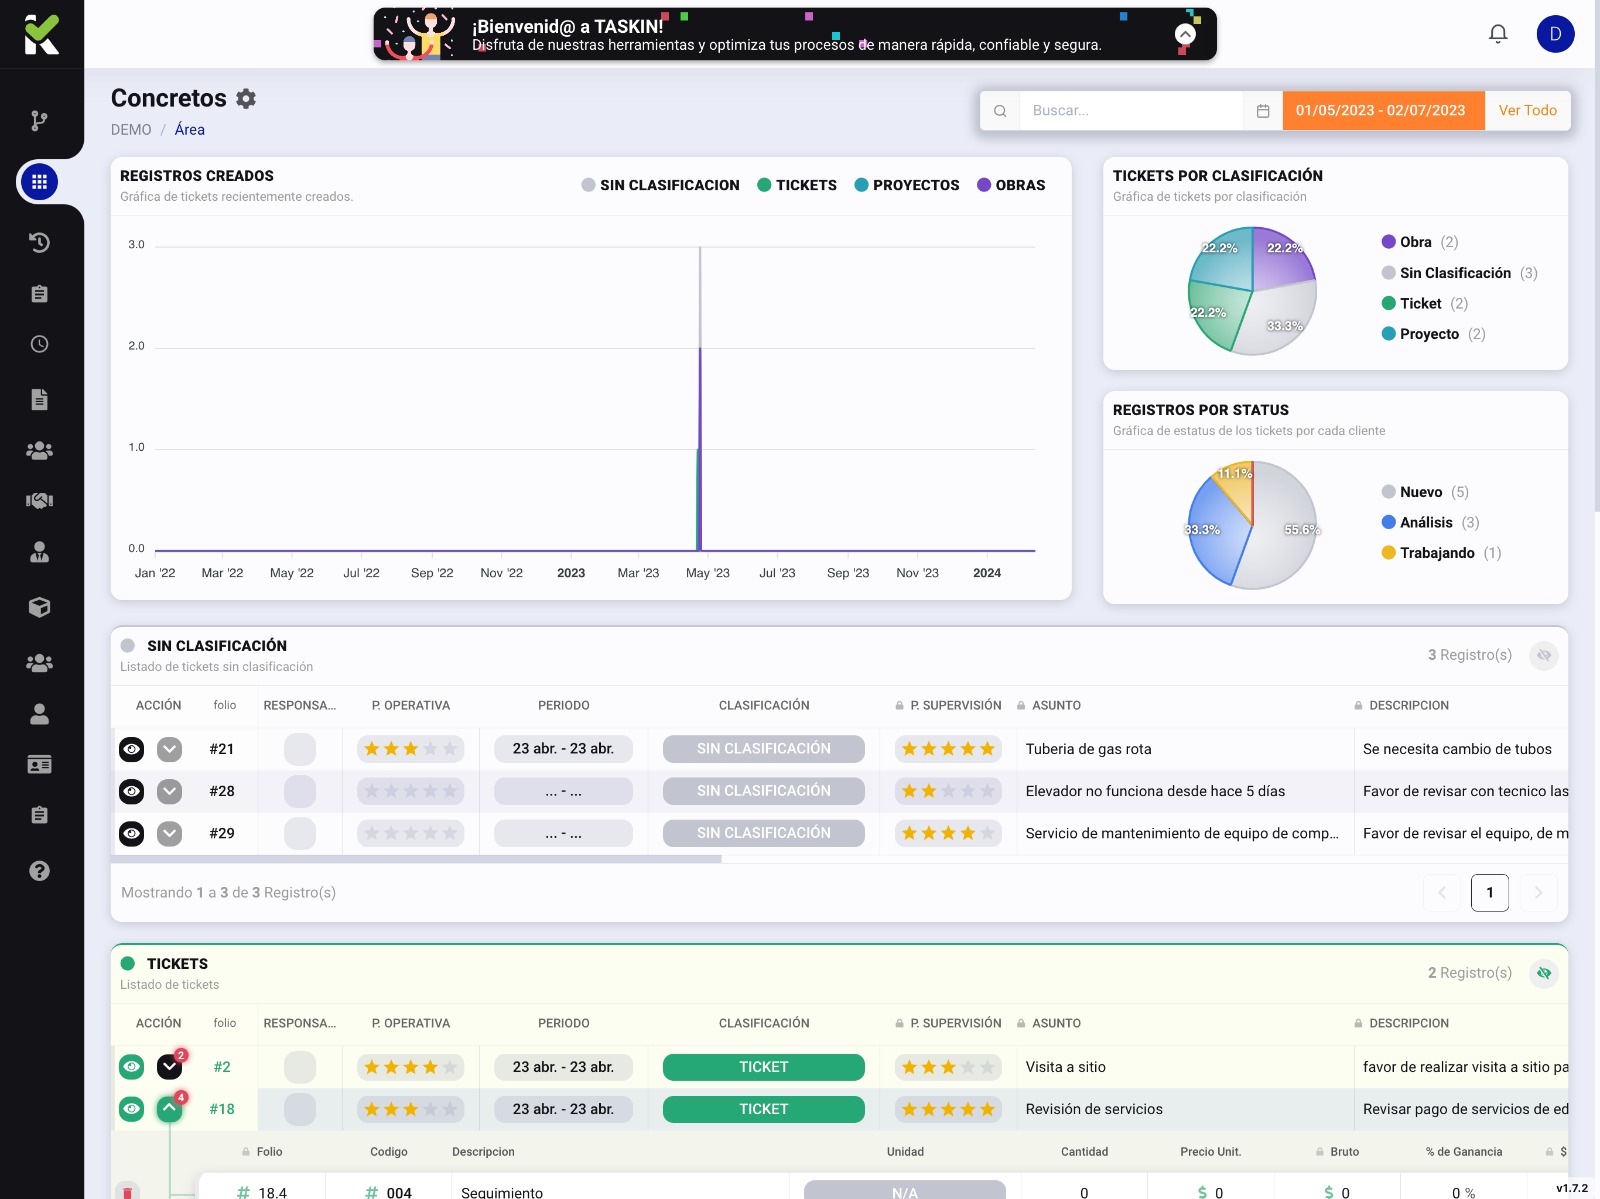 ¡Bienvenid@ a TASKIN!
Disfruta de nuestras herramientas y optimiza tus procesos de manera rápida, confiable y segura.
D
Concretos
DEMO / Área
Buscar...
01/05/2023 - 02/07/2023
Ver Todo
REGISTROS CREADOS
Gráfica de tickets recientemente creados.
SIN CLASIFICACION TICKETS PROYECTOS OBRAS
3.0
2.0
1.0
0.0
Jan '22 Mar '22 May '22 Jul '22 Sep '22 Nov '22 2023 Mar '23 May '23 Jul '23 Sep '23 Nov '23 2024
TICKETS POR CLASIFICACIÓN
Gráfica de tickets por clasificación
22.2% 22.2%
22.2% 33.3%
Obra (2)
Sin Clasificación (3)
Ticket (2)
Proyecto (2)
REGISTROS POR STATUS
Gráfica de estatus de los tickets por cada cliente
11.1%
33.3% 55.6%
Nuevo (5)
Análisis (3)
Trabajando (1)
SIN CLASIFICACIÓN
Listado de tickets sin clasificación
3 Registro(s)
ACCIÓN folio RESPONSA... P. OPERATIVA PERIODO CLASIFICACIÓN P. SUPERVISIÓN ASUNTO DESCRIPCION
#21 23 abr. - 23 abr. SIN CLASIFICACIÓN Tuberia de gas rota Se necesita cambio de tubos
#28 ... - ... SIN CLASIFICACIÓN Elevador no funciona desde hace 5 días Favor de revisar con tecnico las
#29 ... - ... SIN CLASIFICACIÓN Servicio de mantenimiento de equipo de comp... Favor de revisar el equipo, de m
Mostrando 1 a 3 de 3 Registro(s)
1
TICKETS
Listado de tickets
2 Registro(s)
ACCIÓN folio RESPONSA... P. OPERATIVA PERIODO CLASIFICACIÓN P. SUPERVISIÓN ASUNTO DESCRIPCION
2 #2 23 abr. - 23 abr. TICKET Visita a sitio favor de realizar visita a sitio pa
4 #18 23 abr. - 23 abr. TICKET Revisión de servicios Revisar pago de servicios de ed
Folio Codigo Descripcion Unidad Cantidad Precio Unit. Bruto % de Ganancia $
# 18.4 # 004 Seguimiento N/A 0 $ 0 $ 0 0 %
v1.7.2